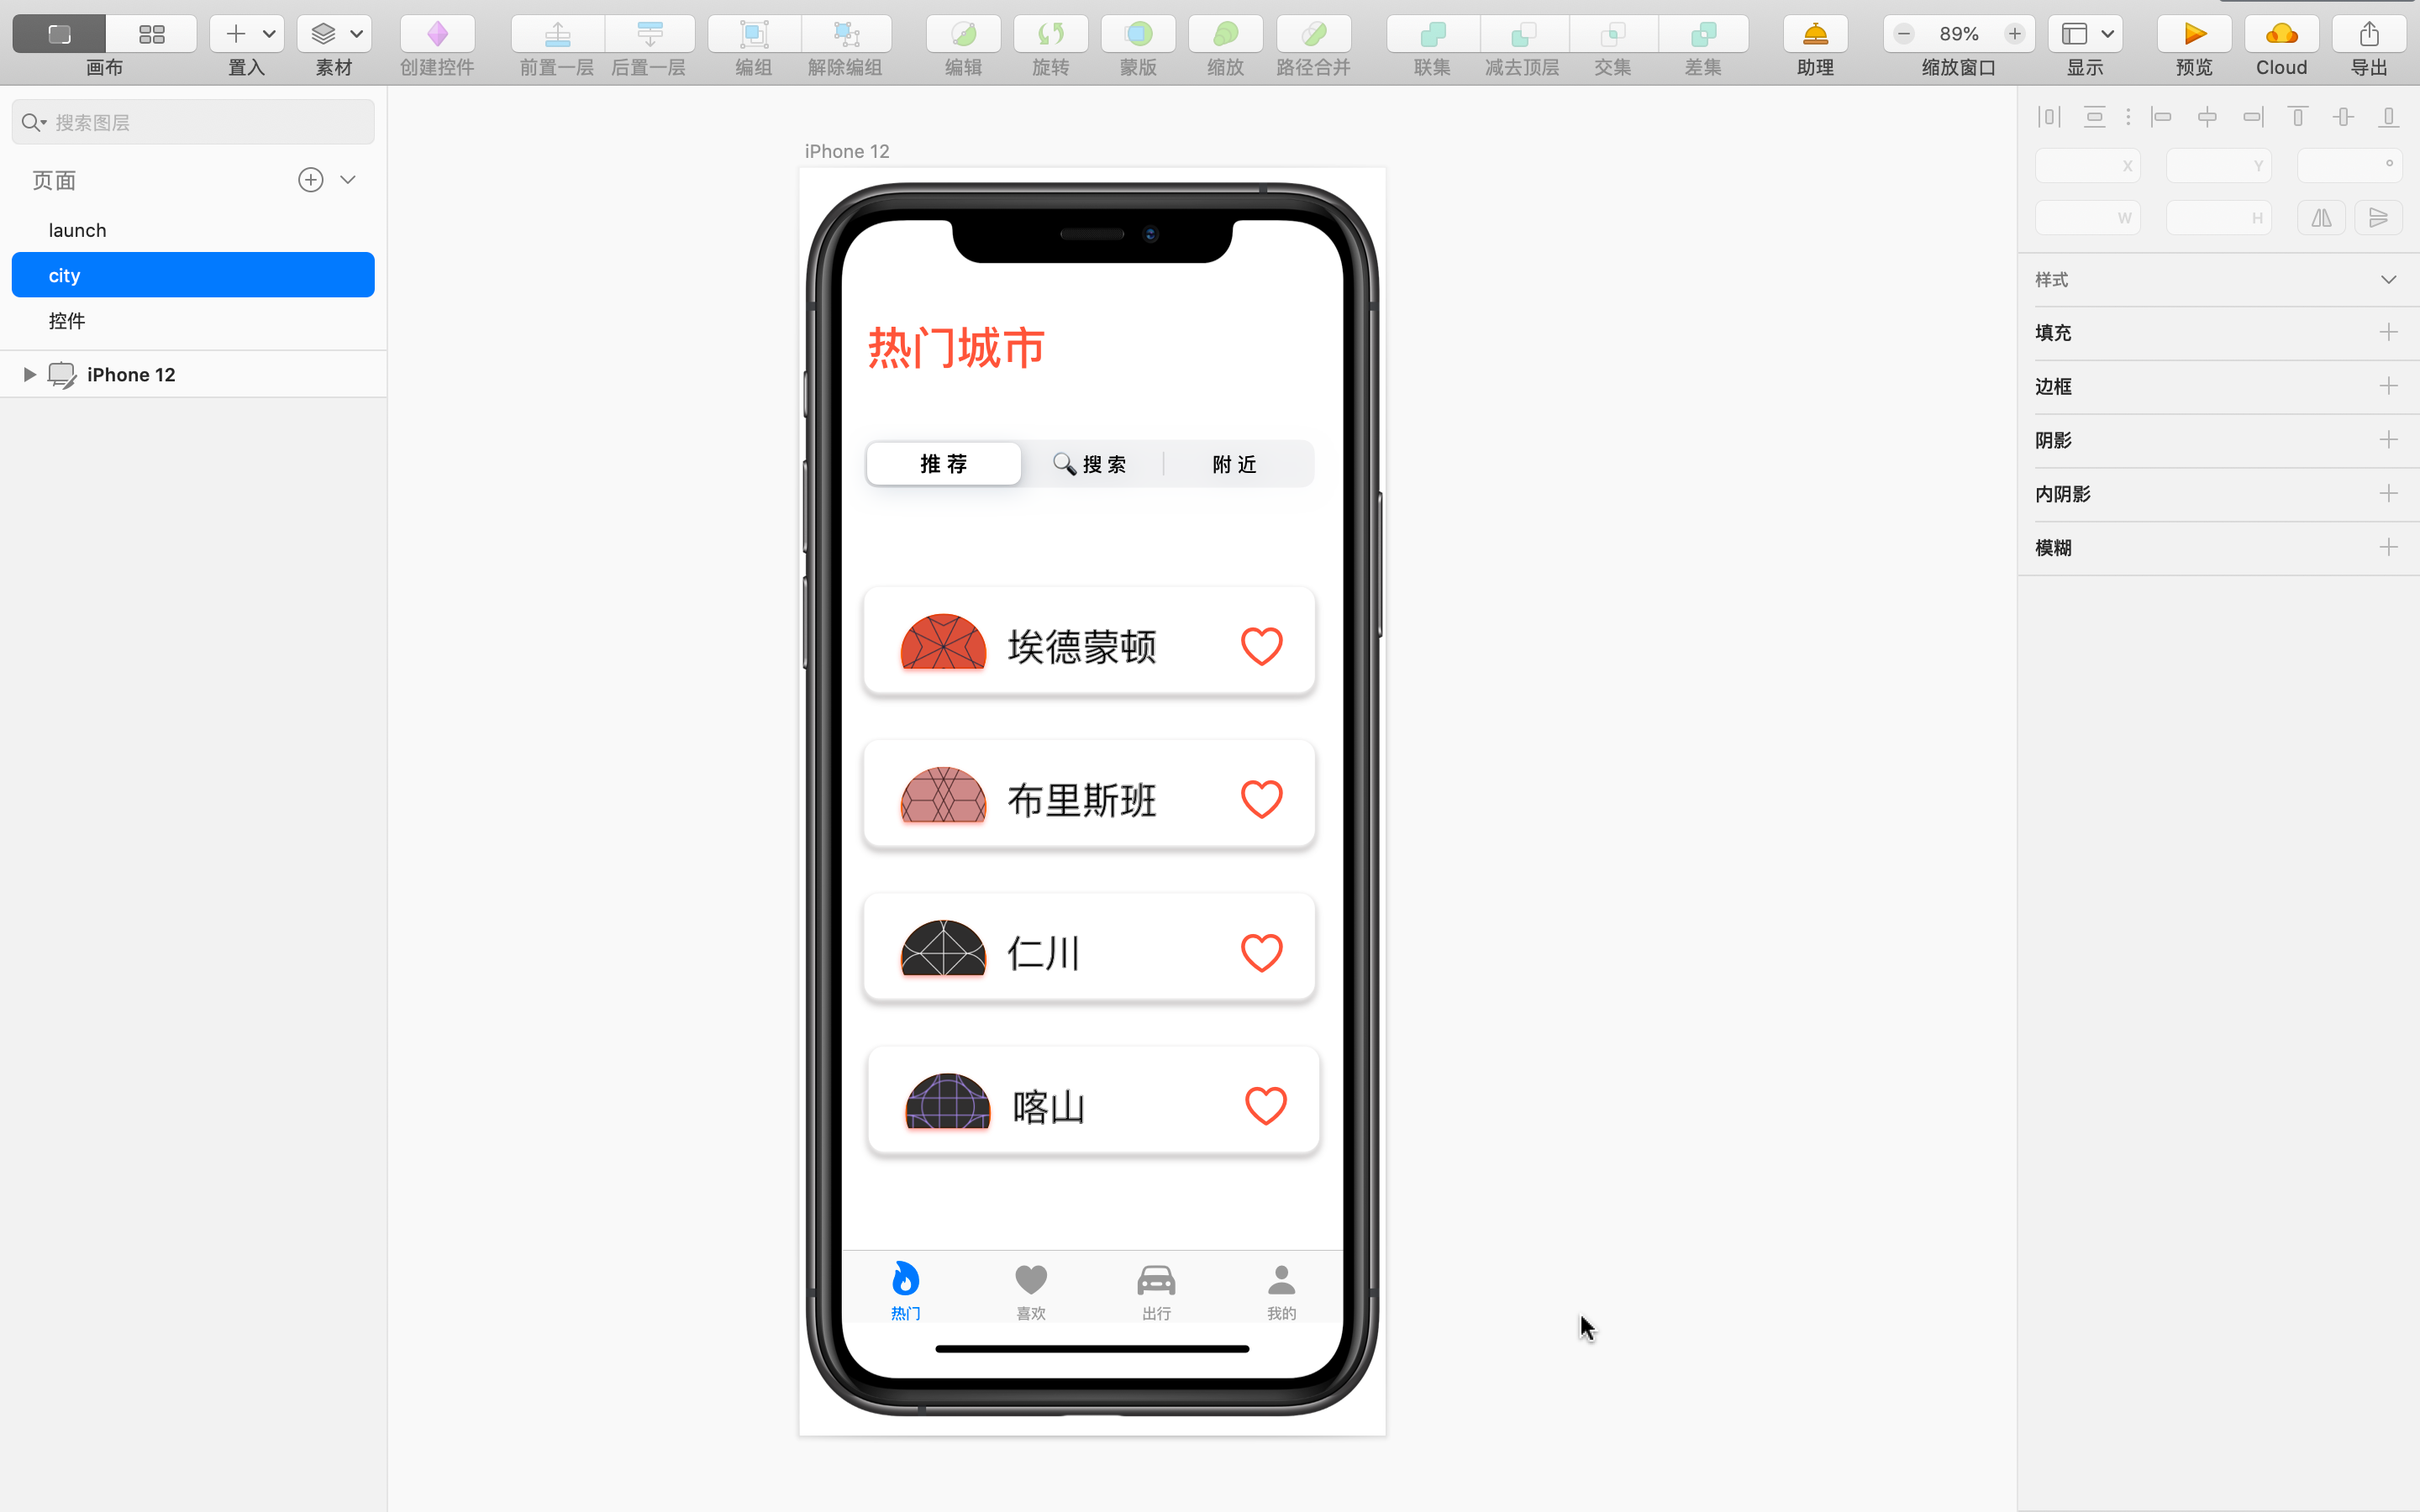 画布 置入 素材 创建控件 前置一层 后置一层 编组 解除编组 编辑 旋转 蒙版 缩放 路径合并 联集 减去顶层 交集 差集 助理 89% 缩放窗口 显示 预览 Cloud 导出
搜索图层
页面
launch
city
控件
iPhone 12
iPhone 12
热门城市
推荐 搜索 附近
埃德蒙顿
布里斯班
仁川
喀山
热门 喜欢 出行 我的
X Y °
W H
样式
填充
边框
阴影
内阴影
模糊